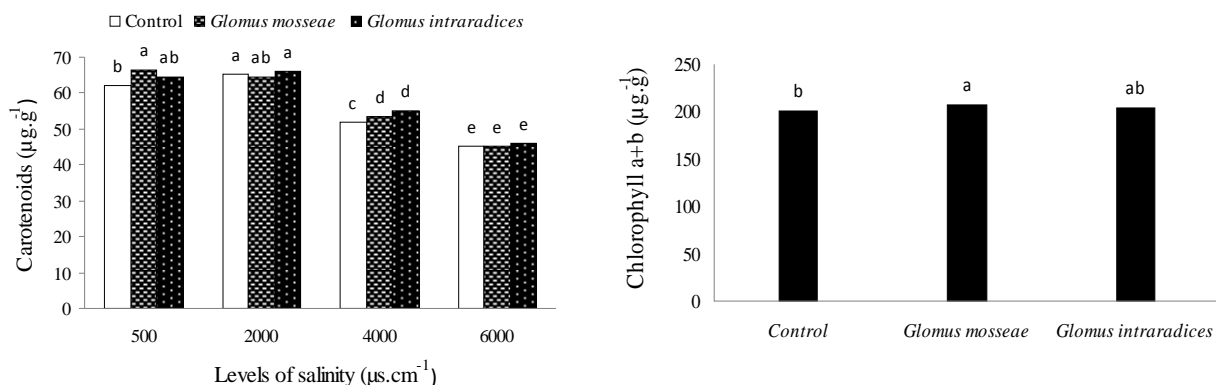 Control Glomus mosseae Glomus intraradices
Carotenoids (µg.g-1)
70
60
50
40
30
20
10
0
b a ab
a ab a
c d d
e e e
500 2000 4000 6000
Levels of salinity (µs.cm-1)
Chlorophyll a+b (µg.g-1)
250
200
150
100
50
0
b a ab
Control Glomus mosseae Glomus intraradices